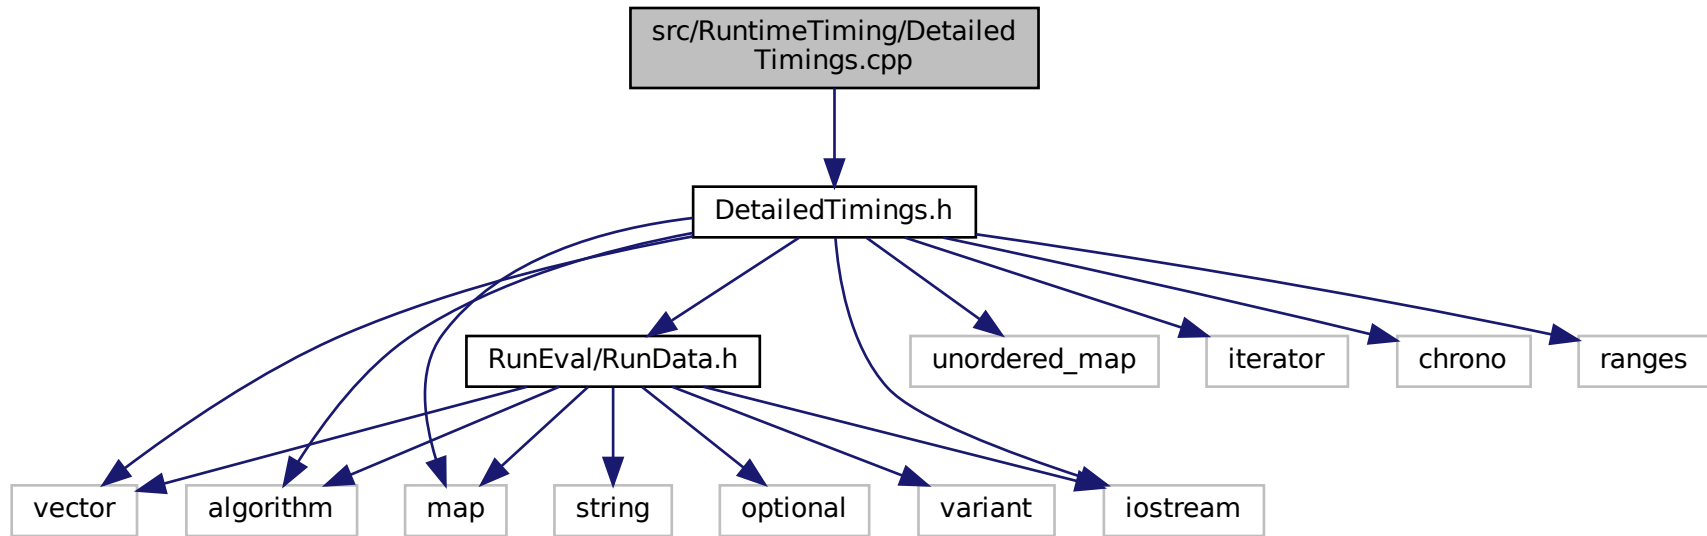 src/RuntimeTiming/Detailed
Timings.cpp
DetailedTimings.h
RunEval/RunData.h
unordered_map
iterator
chrono
ranges
vector
algorithm
map
string
optional
variant
iostream